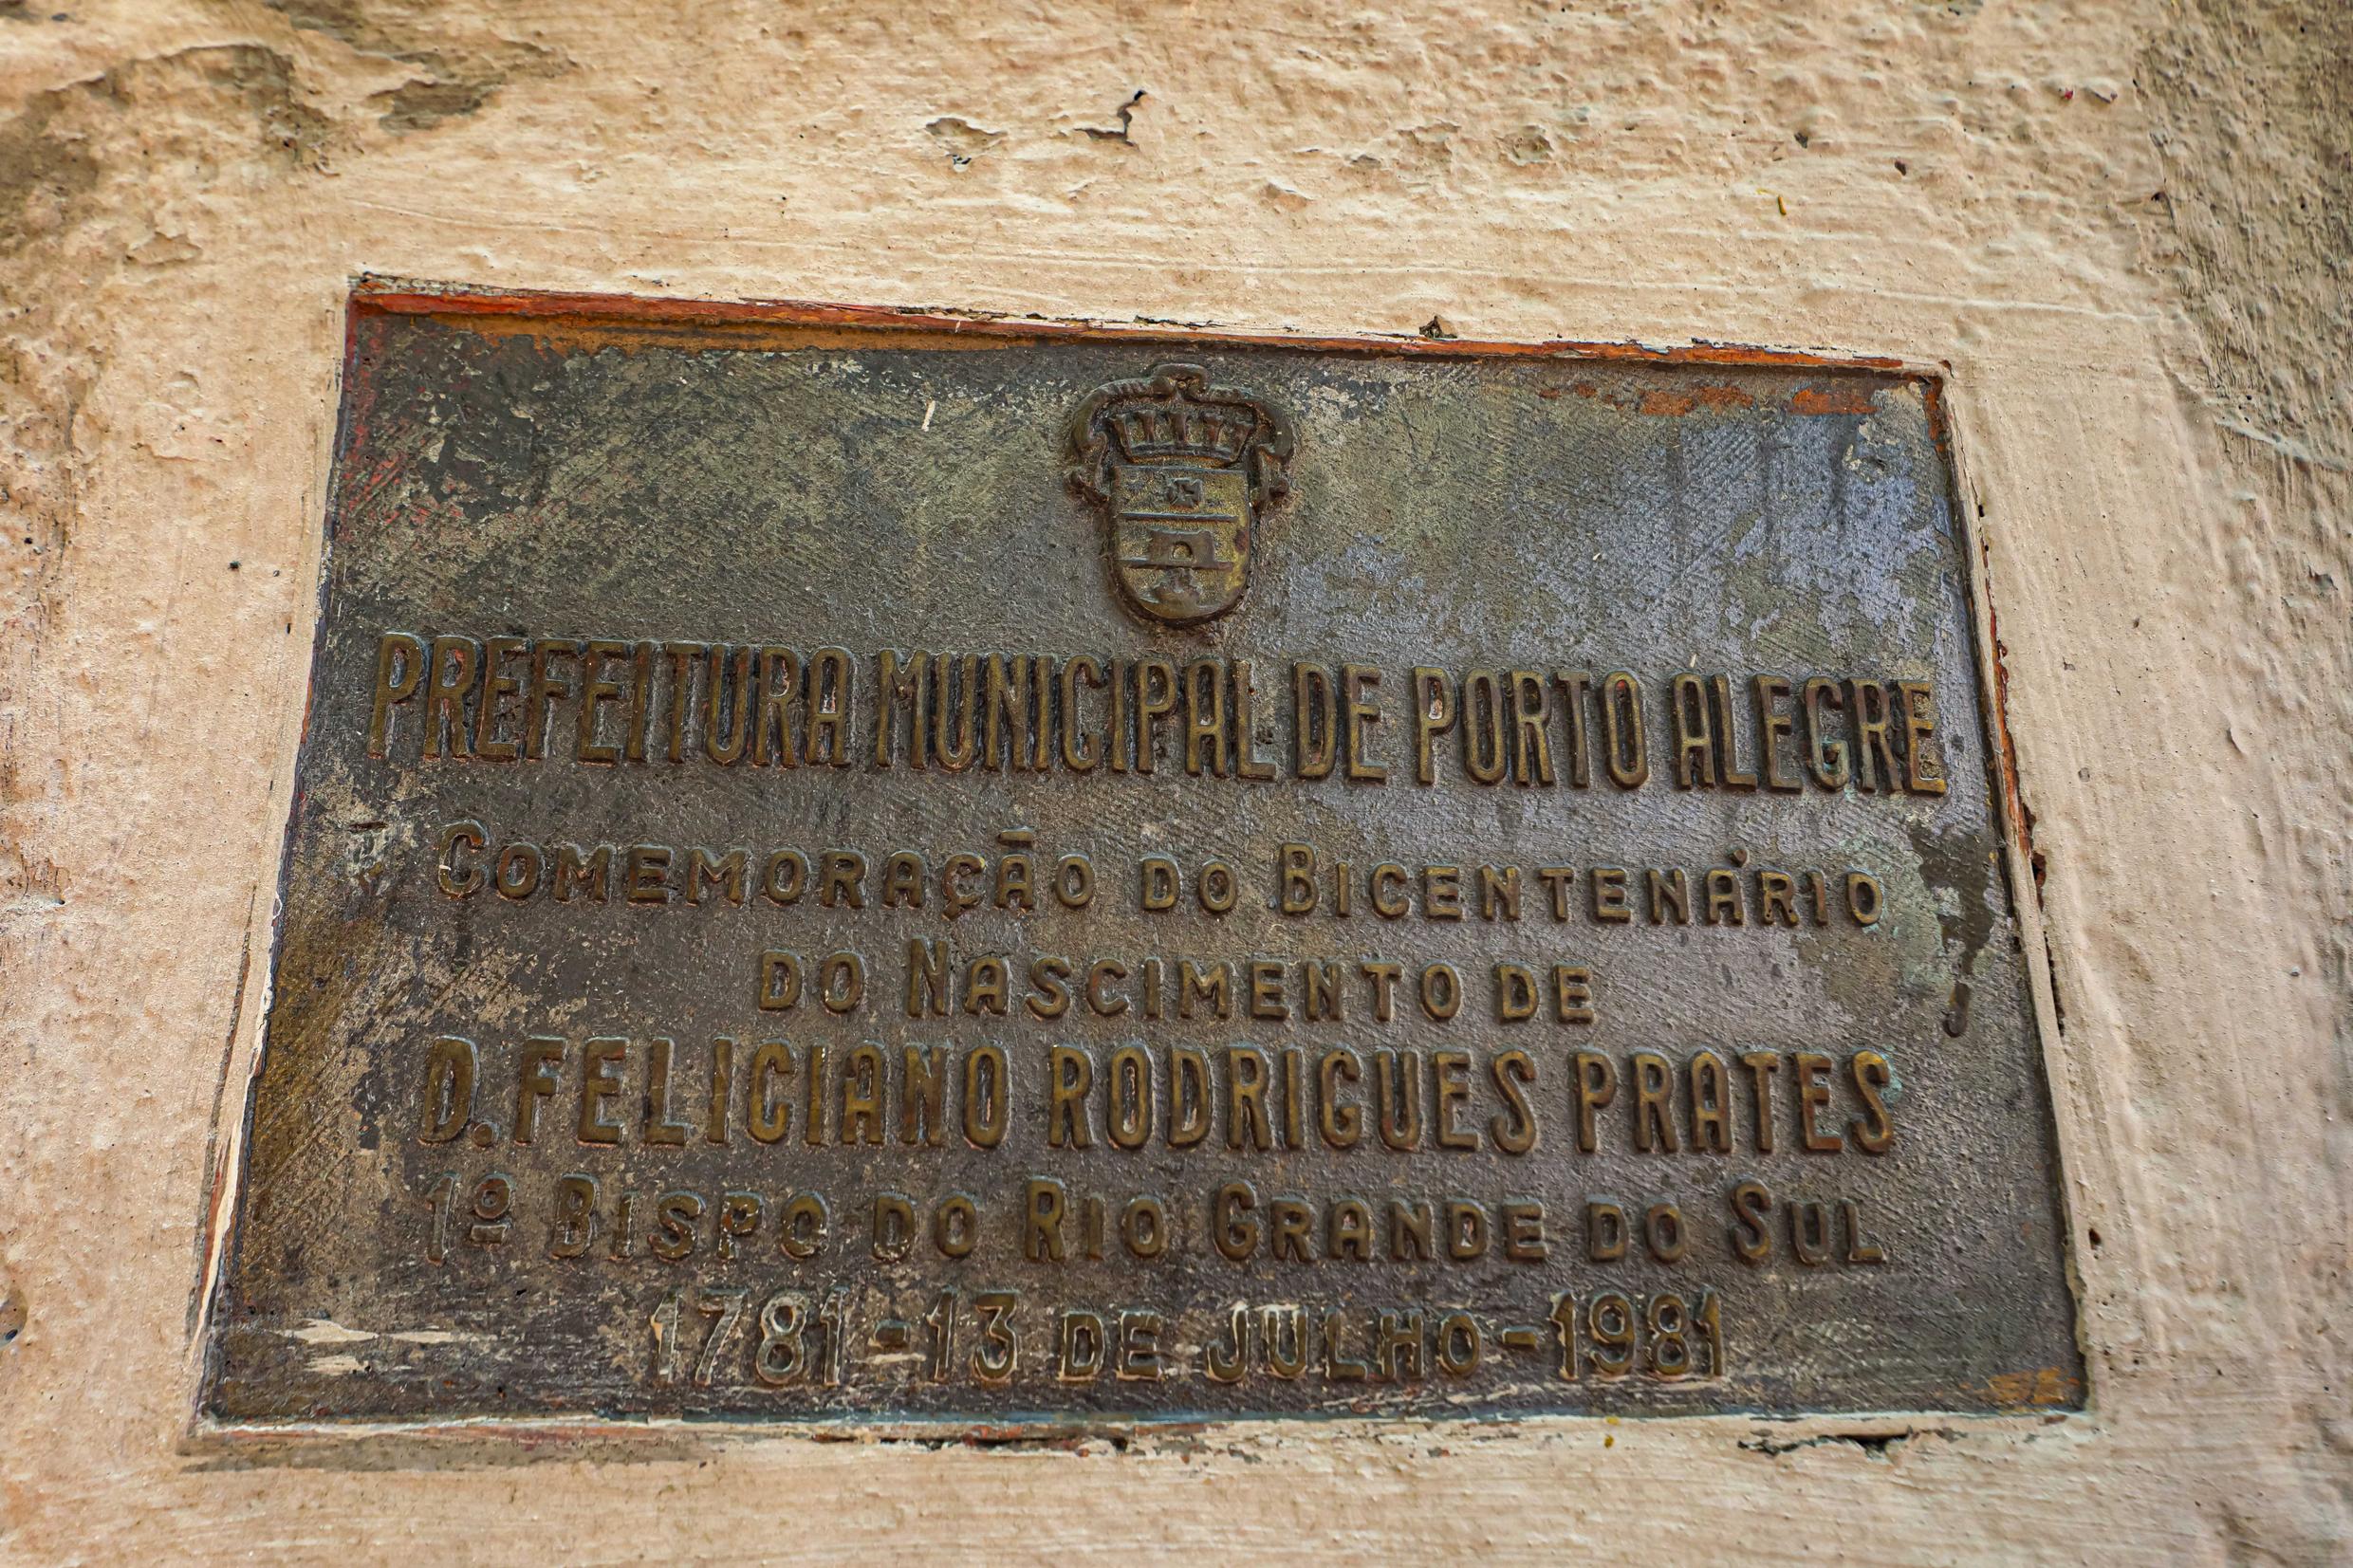 PREFEITURA MUNICIPAL DE PORTO ALEGRE
COMEMORAÇÃO DO BICENTENÁRIO
DO NASCIMENTO DE
D. FELICIANO RODRIGUES PRATES
1º BISPO DO RIO GRANDE DO SUL
1781-13 DE JULHO-1981